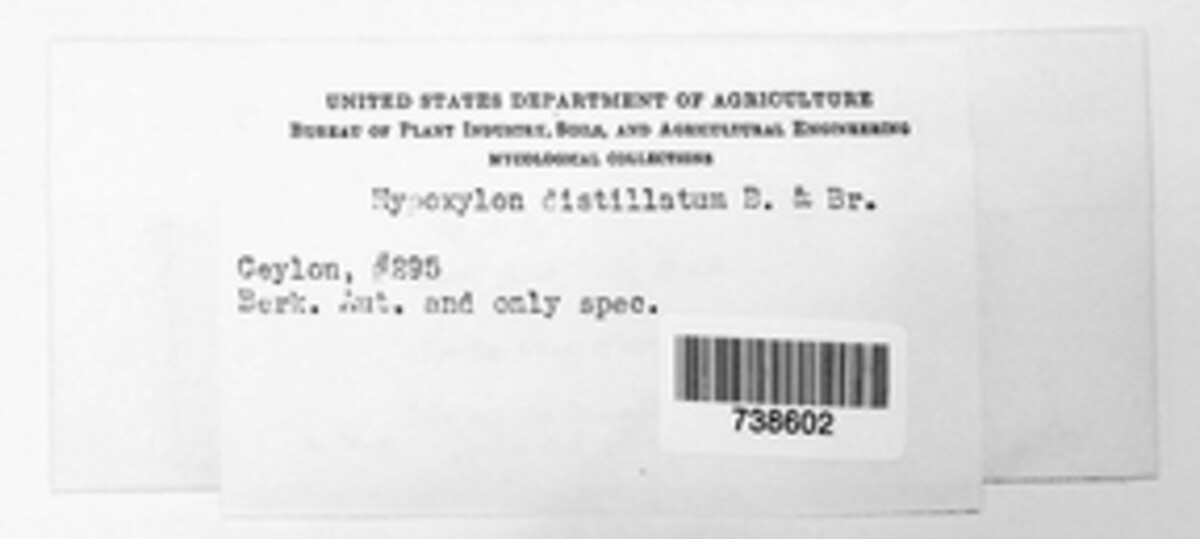 UNITED STATES DEPARTMENT OF AGRICULTURE
BUREAU OF PLANT INDUSTRY, SOILS, AND AGRICULTURAL ENGINEERING
MYCOLOGICAL COLLECTIONS
Hypoxylon distillatum B. & Br.
Ceylon, #295
Berk. Aut. and only spec.
738602